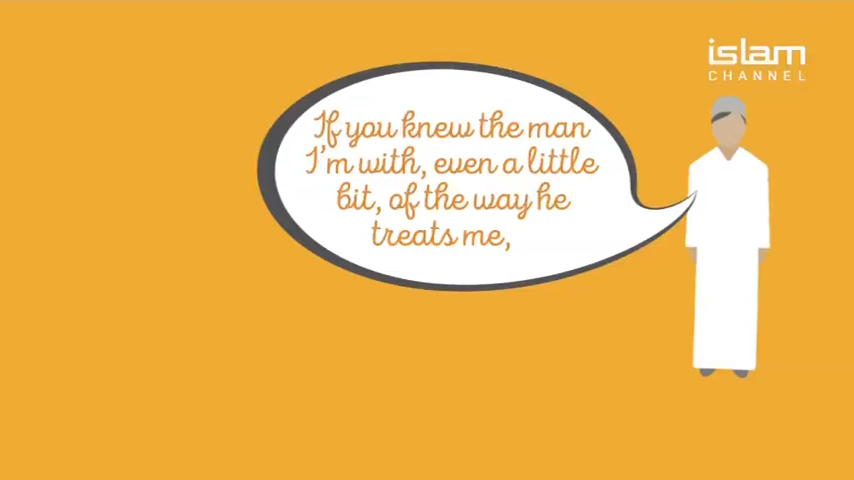 islam
CHANNEL
If you knew the man
I'm with, even a little
bit, of the way he
treats me,